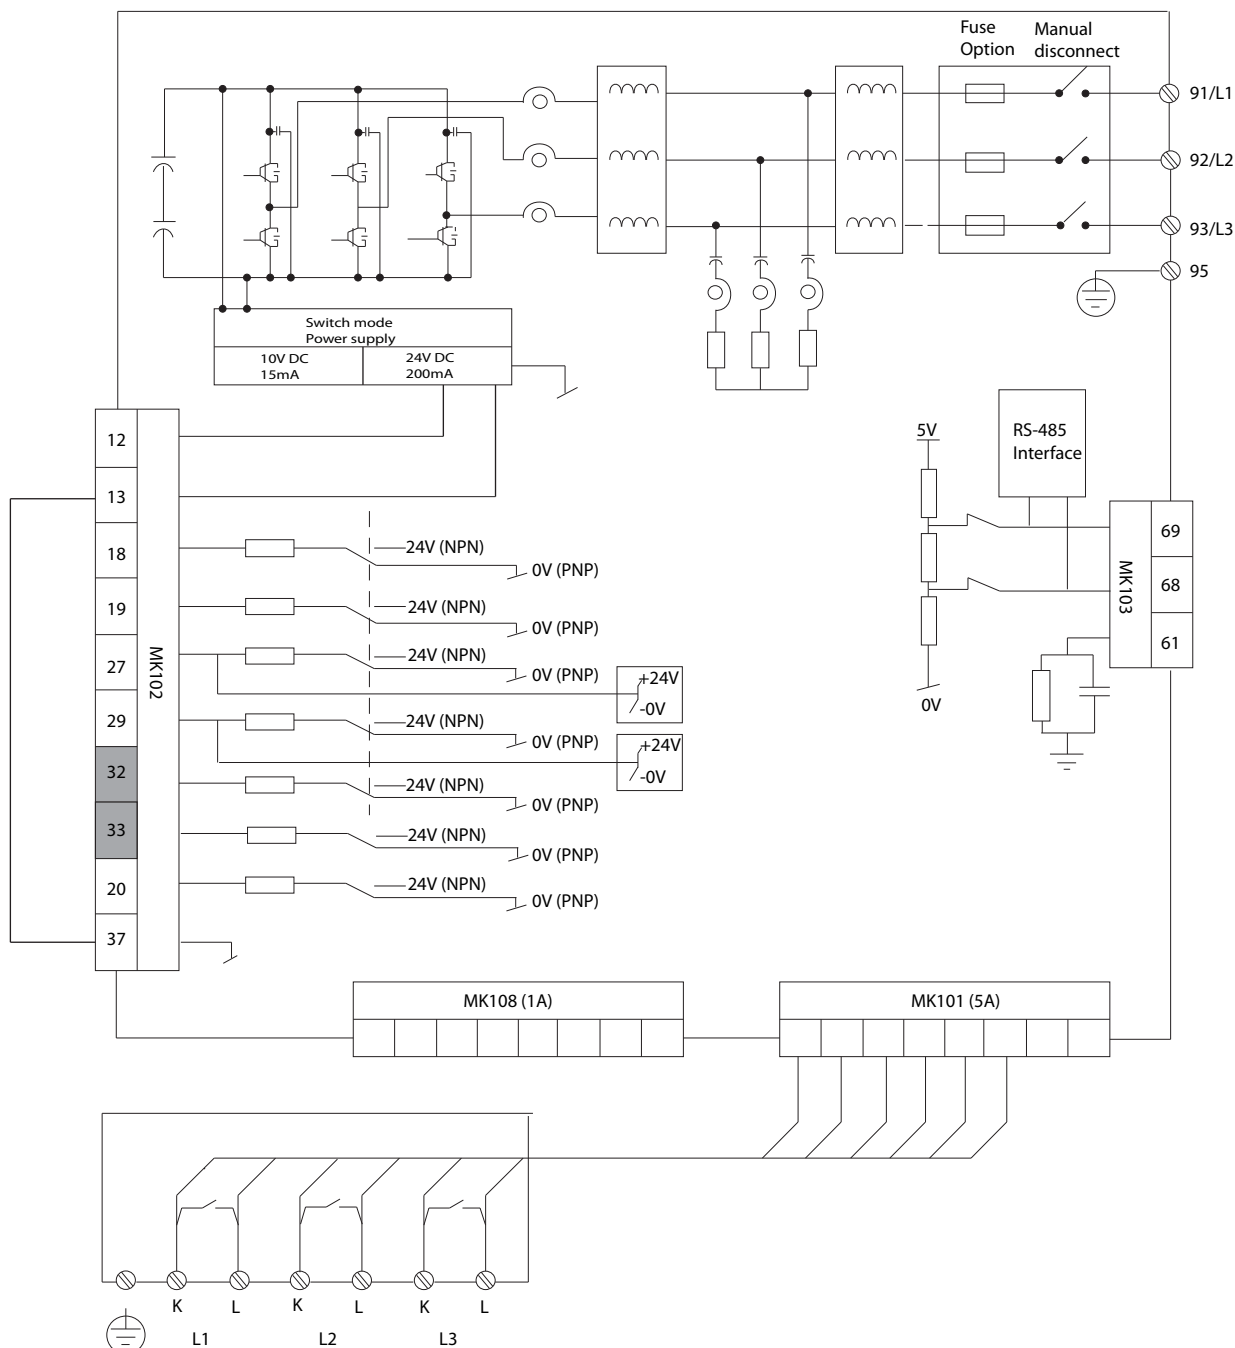 Fuse
Option
Manual
disconnect
91/L1
92/L2
93/L3
95
Switch mode
Power supply
10V DC
15mA
24V DC
200mA
12
13
18
19
27
29
32
33
20
37
MK102
24V (NPN)
0V (PNP)
24V (NPN)
0V (PNP)
24V (NPN)
0V (PNP)
+24V
-0V
24V (NPN)
0V (PNP)
+24V
-0V
24V (NPN)
0V (PNP)
24V (NPN)
0V (PNP)
24V (NPN)
0V (PNP)
5V
0V
RS-485
Interface
MK103
69
68
61
MK108 (1A)
MK101 (5A)
K L K L K L
L1 L2 L3